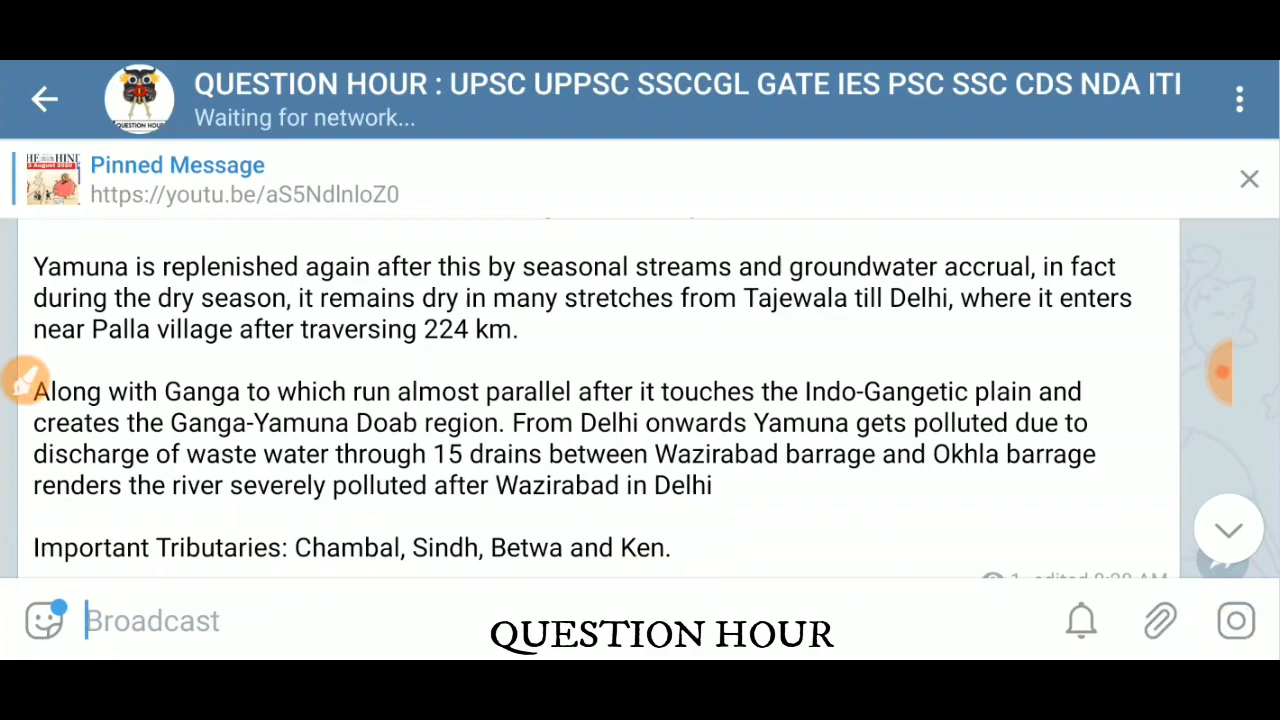 QUESTION HOUR : UPSC UPPSC SSCCGL GATE IES PSC SSC CDS NDA ITI
Waiting for network...
QUESTION HOUR
HE HIND
Pinned Message
https://youtu.be/aS5NdlnloZ0
Yamuna is replenished again after this by seasonal streams and groundwater accrual, in fact
during the dry season, it remains dry in many stretches from Tajewala till Delhi, where it enters
near Palla village after traversing 224 km.
Along with Ganga to which run almost parallel after it touches the Indo-Gangetic plain and
creates the Ganga-Yamuna Doab region. From Delhi onwards Yamuna gets polluted due to
discharge of waste water through 15 drains between Wazirabad barrage and Okhla barrage
renders the river severely polluted after Wazirabad in Delhi
Important Tributaries: Chambal, Sindh, Betwa and Ken.
Broadcast
QUESTION HOUR